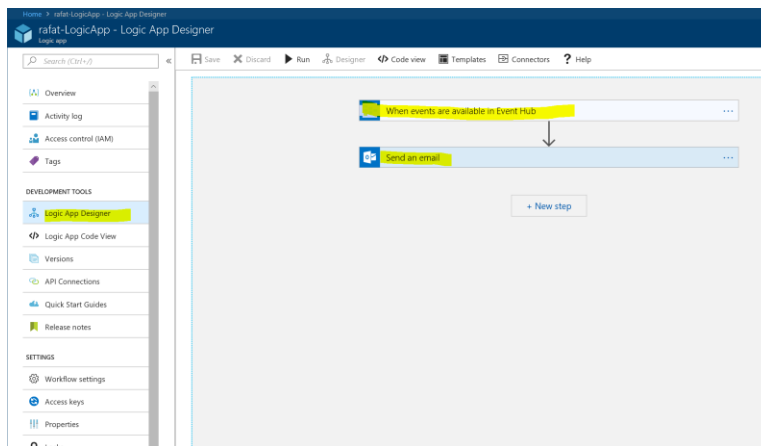 Home > rafat-LogicApp - Logic App Designer
rafat-LogicApp - Logic App Designer
Logic app
Search (Ctrl+/)
«
Save Discard Run Designer Code view Templates Connectors ? Help
Overview
Activity log
Access control (IAM)
Tags
DEVELOPMENT TOOLS
Logic App Designer
Logic App Code View
Versions
API Connections
Quick Start Guides
Release notes
SETTINGS
Workflow settings
Access keys
Properties
When events are available in Event Hub ...
Send an email ...
+ New step